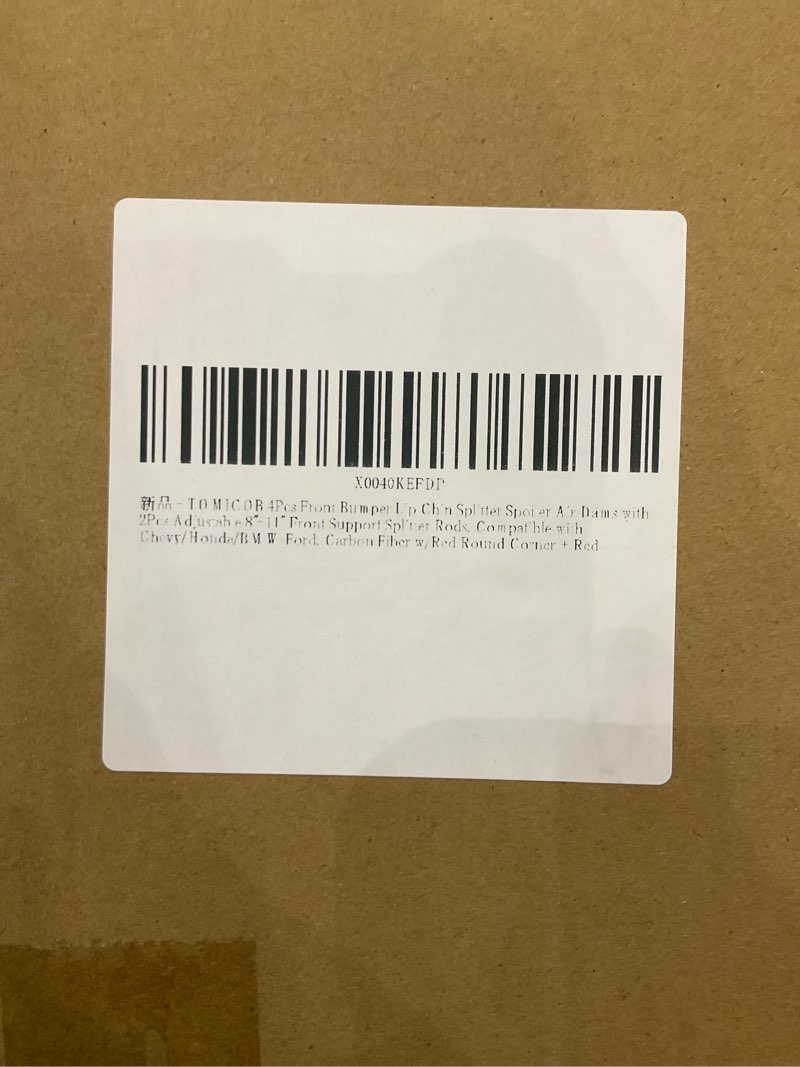 X0040KEFDP
新品 - TOMICOB 4Pcs Front Bumper Lip Chin Splitter Spoiler Air Dams with
2Pcs Adjusable 8"-11" Front Support Splitter Rods, Compatible with
Chevy/Honda/BMW Ford, Carbon Fiber w/Red Round Corner + Red